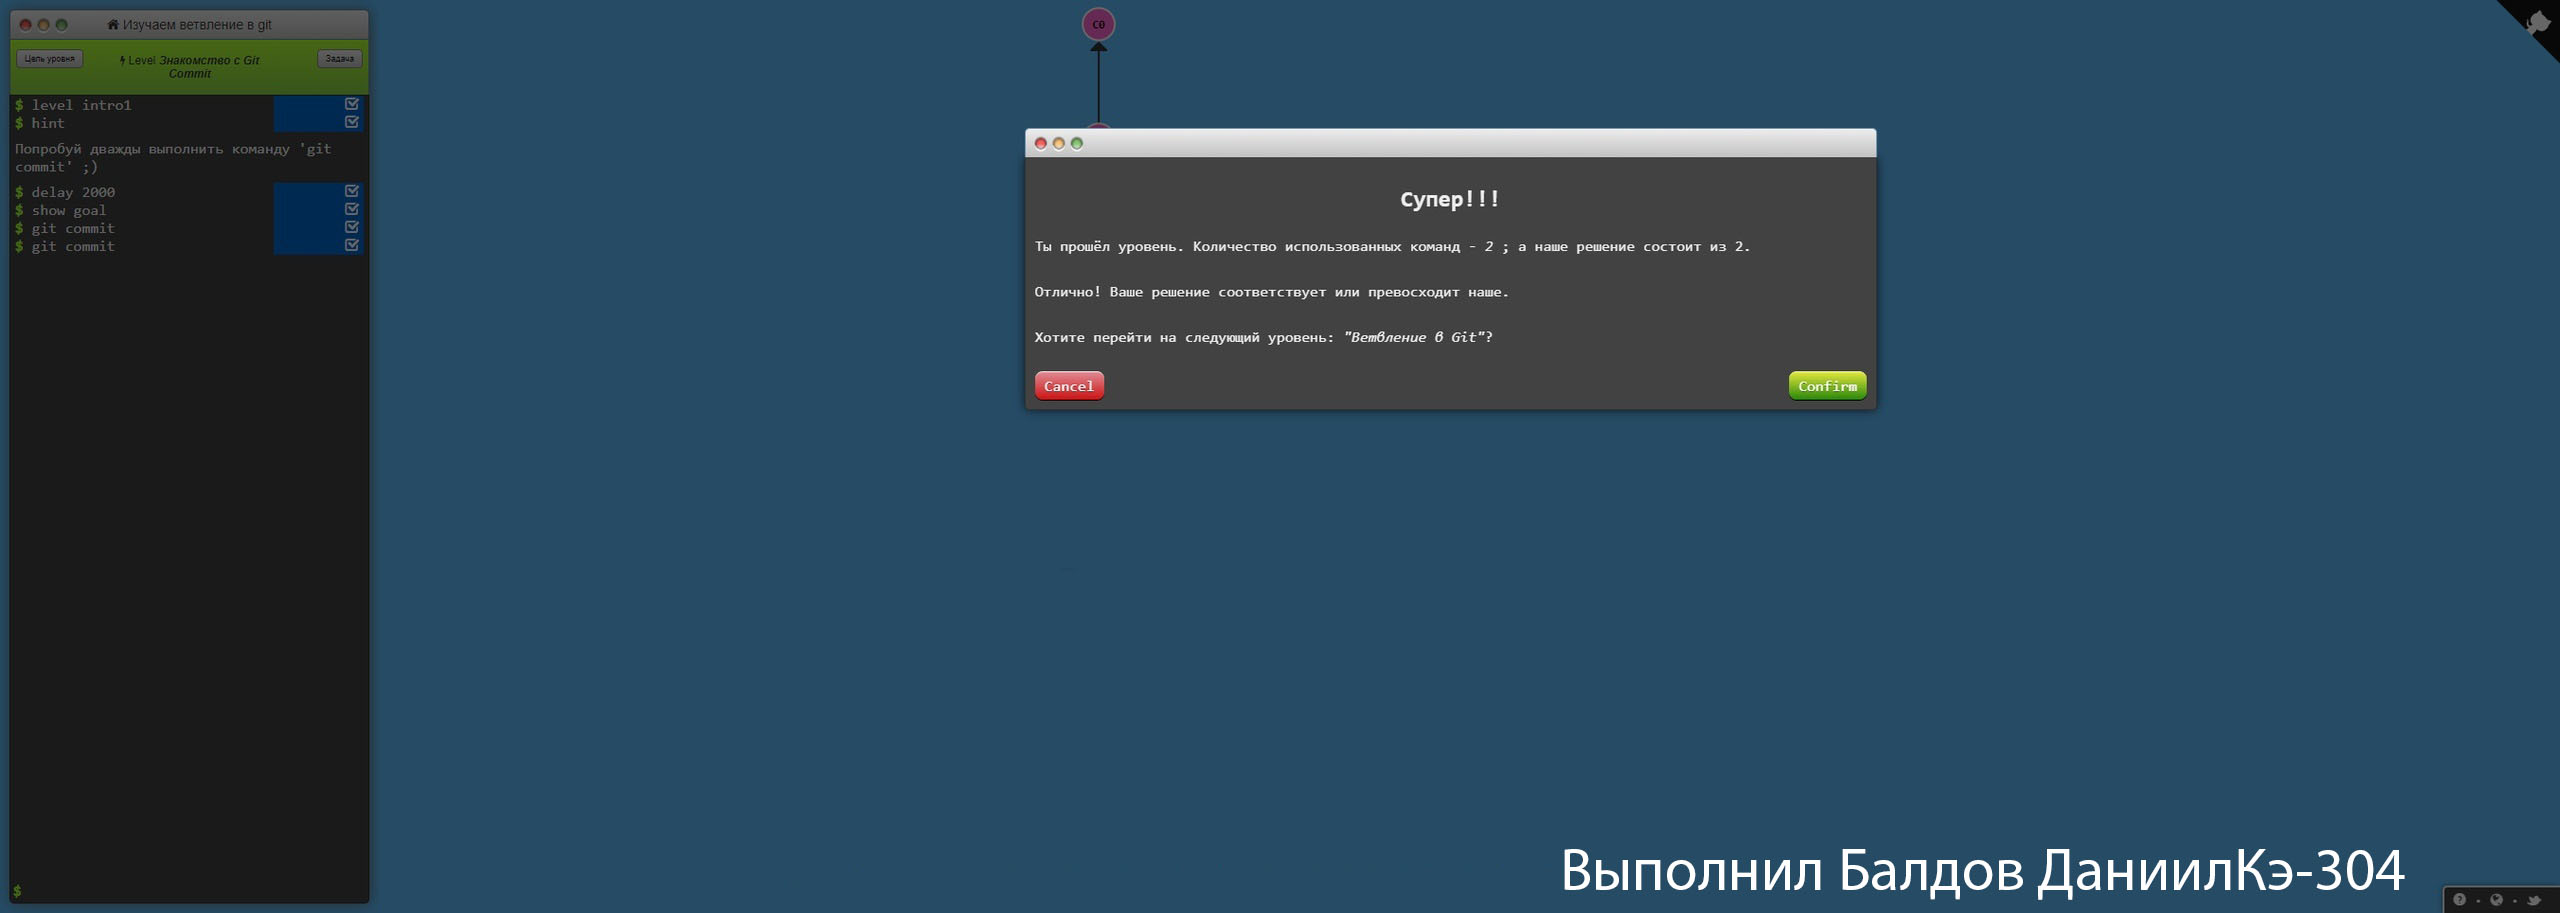 Изучаем ветвление в git
Цель уровня
Level Знакомство с Git
Commit
Задача
$ level intro1
$ hint
Попробуй дважды выполнить команду 'git
commit' ;)
$ delay 2000
$ show goal
$ git commit
$ git commit
$
C0
Супер!!!
Ты прошёл уровень. Количество использованных команд - 2 ; а наше решение состоит из 2.
Отлично! Ваше решение соответствует или превосходит наше.
Хотите перейти на следующий уровень: "Ветвление в Git"?
Cancel
Confirm
Выполнил Балдов ДаниилКэ-304